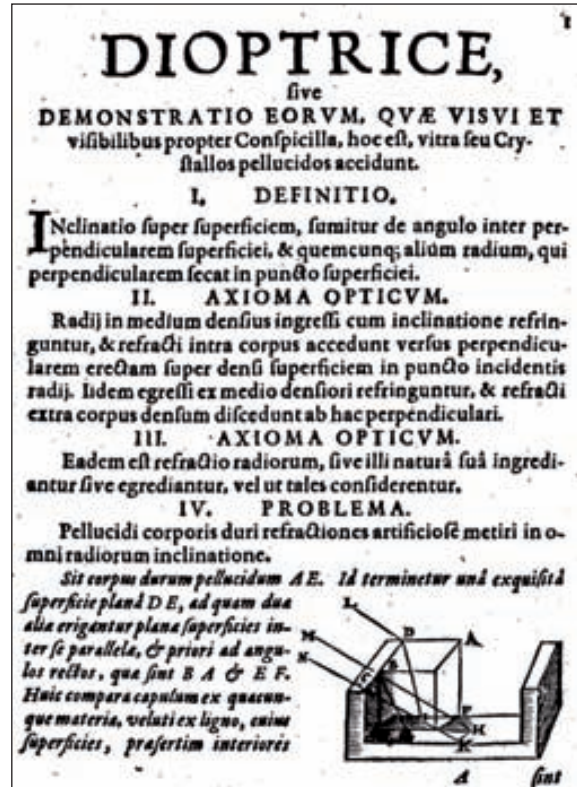 1
DIOPTRICE,
ſive
DEMONSTRATIO EORVM, QVÆ VISVI ET
viſibilibus propter Conſpicilla, hoc eſt, vitra ſeu Cry-
ſtallos pellucidos accidunt.
I. DEFINITIO.
INclinatio ſuper ſuperficiem, ſumitur de angulo inter per-
pendicularem ſuperficiei, & quemcunq; alium radium, qui
perpendicularem ſecat in puncto ſuperficiei.
II. AXIOMA OPTICVM.
Radij in medium denſius ingreſſi cum inclinatione refrin-
guntur, & refracti intra corpus accedunt verſus perpendicu-
larem erectam ſuper denſi ſuperficiem in puncto incidentis
radij. Iidem egreſſi ex medio denſiori refringuntur, & refracti
extra corpus denſum diſcedunt ab hac perpendiculari.
III. AXIOMA OPTICVM.
Eadem eſt refractio radiorum, ſive illi naturâ ſuâ ingredi-
antur ſive egrediantur, vel ut tales conſiderentur.
IV. PROBLEMA.
Pellucidi corporis duri refractiones artificioſè metiri in o-
mni radiorum inclinatione.
Sit corpus durum pellucidum A E. Id terminetur unâ exquiſitâ
ſuperficie planâ D E, ad quam duæ
aliæ erigantur planæ ſuperficies in-
ter ſe parallelæ, & priori ad angu-
los rectos, quæ ſint B A & E F.
Huic compara capulum ex quacun-
que materia, veluti ex ligno, cuius
ſuperficies, præſertim interiores
L
D
A
M
B
N
F
H
K
A ſint